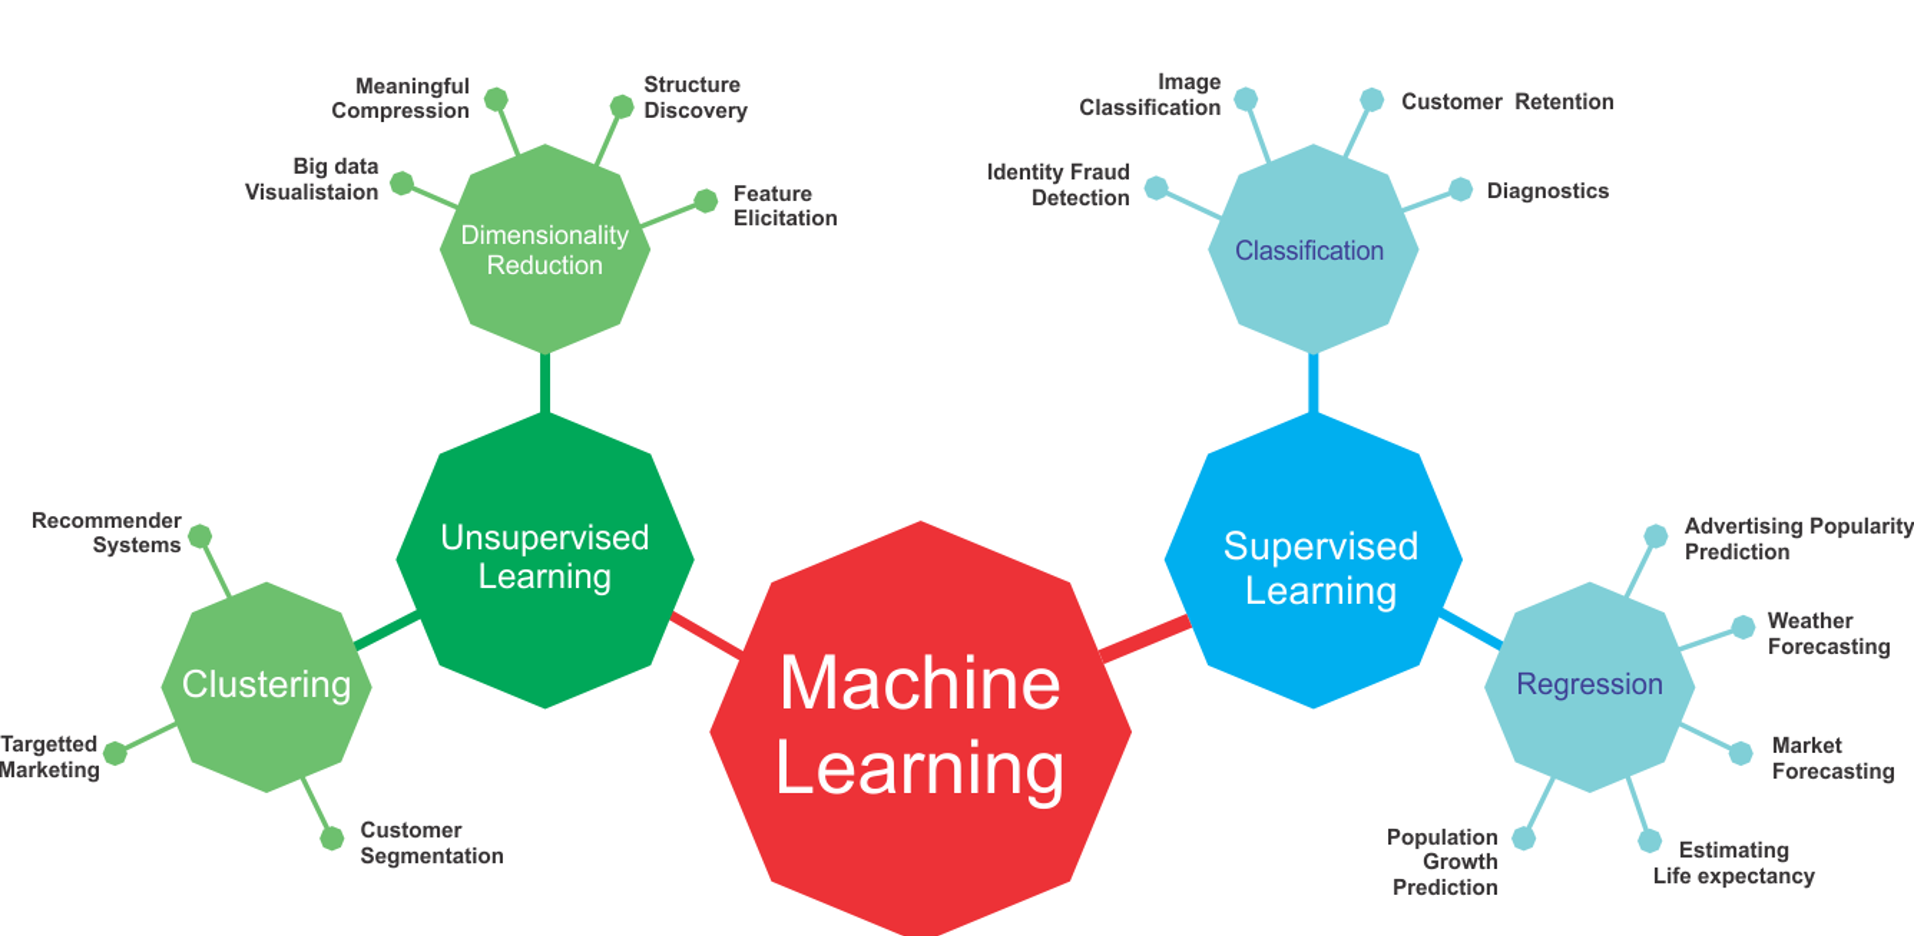 Meaningful
Compression
Structure
Discovery
Big data
Visualistaion
Feature
Elicitation
Dimensionality
Reduction
Image
Classification
Customer Retention
Identity Fraud
Detection
Diagnostics
Classification
Recommender
Systems
Unsupervised
Learning
Clustering
Targetted
Marketing
Customer
Segmentation
Machine
Learning
Supervised
Learning
Advertising Popularity
Prediction
Weather
Forecasting
Regression
Market
Forecasting
Population
Growth
Prediction
Estimating
Life expectancy